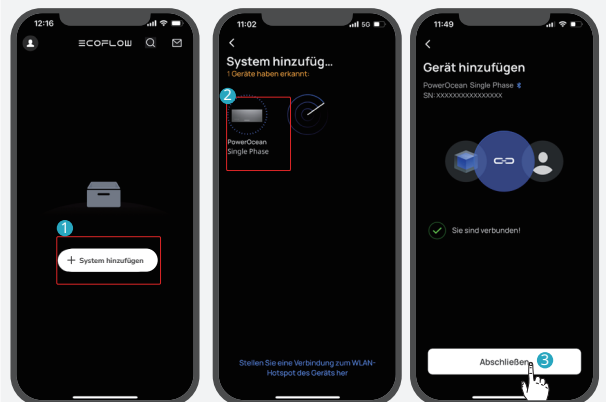 12:16
ECOFLOW
1
+ System hinzufügen
11:02
5G
System hinzufüg...
1 Geräte haben erkannt:
2
PowerOcean
Single Phase
Stellen Sie eine Verbindung zum WLAN-
Hotspot des Geräts her
11:49
Gerät hinzufügen
PowerOcean Single Phase
SN: XXXXXXXXXXXXXXX
Sie sind verbunden!
Abschließen
3